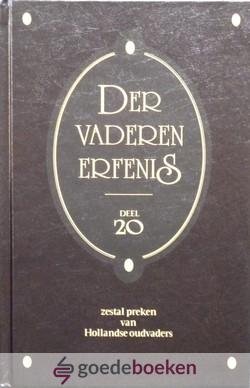 DER
VADEREN
ERFENIS
DEEL
20
zestal preken
van
Hollandse oudvaders
goedeboeken